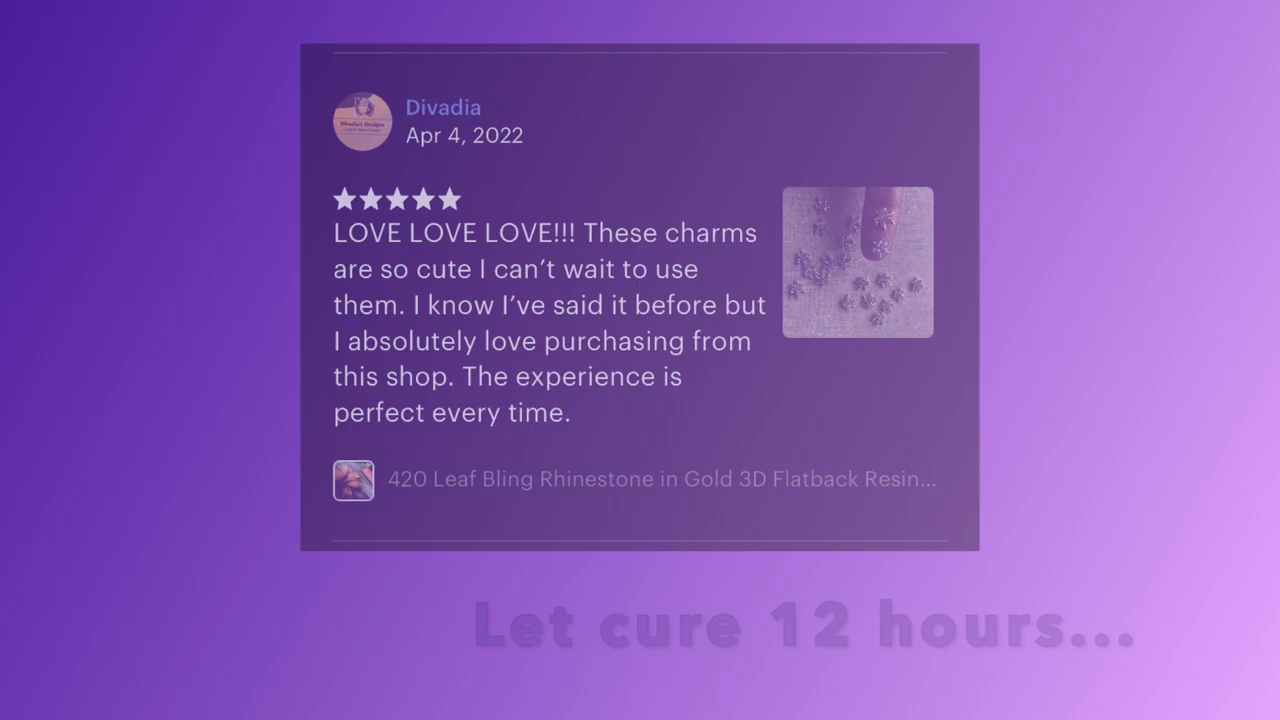 Divadia
Apr 4, 2022
★★★★★
LOVE LOVE LOVE!!! These charms
are so cute I can’t wait to use
them. I know I’ve said it before but
I absolutely love purchasing from
this shop. The experience is
perfect every time.
420 Leaf Bling Rhinestone in Gold 3D Flatback Resin...
Let cure 12 hours...